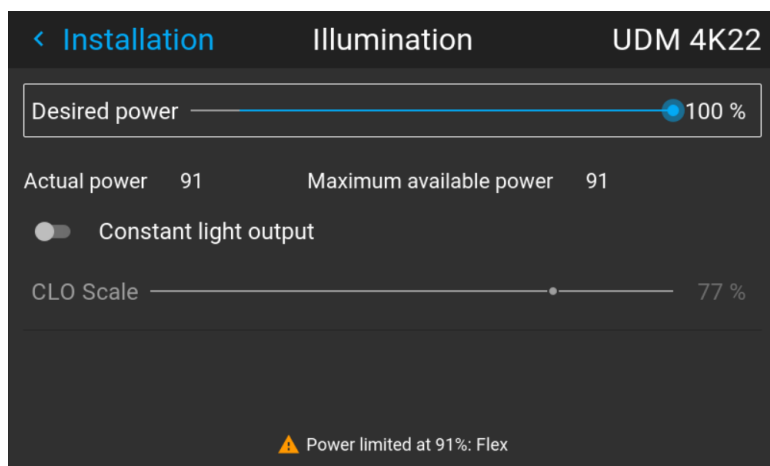 Installation Illumination UDM 4K22
Desired power 100 %
Actual power 91 Maximum available power 91
Constant light output
CLO Scale 77 %
Power limited at 91%: Flex